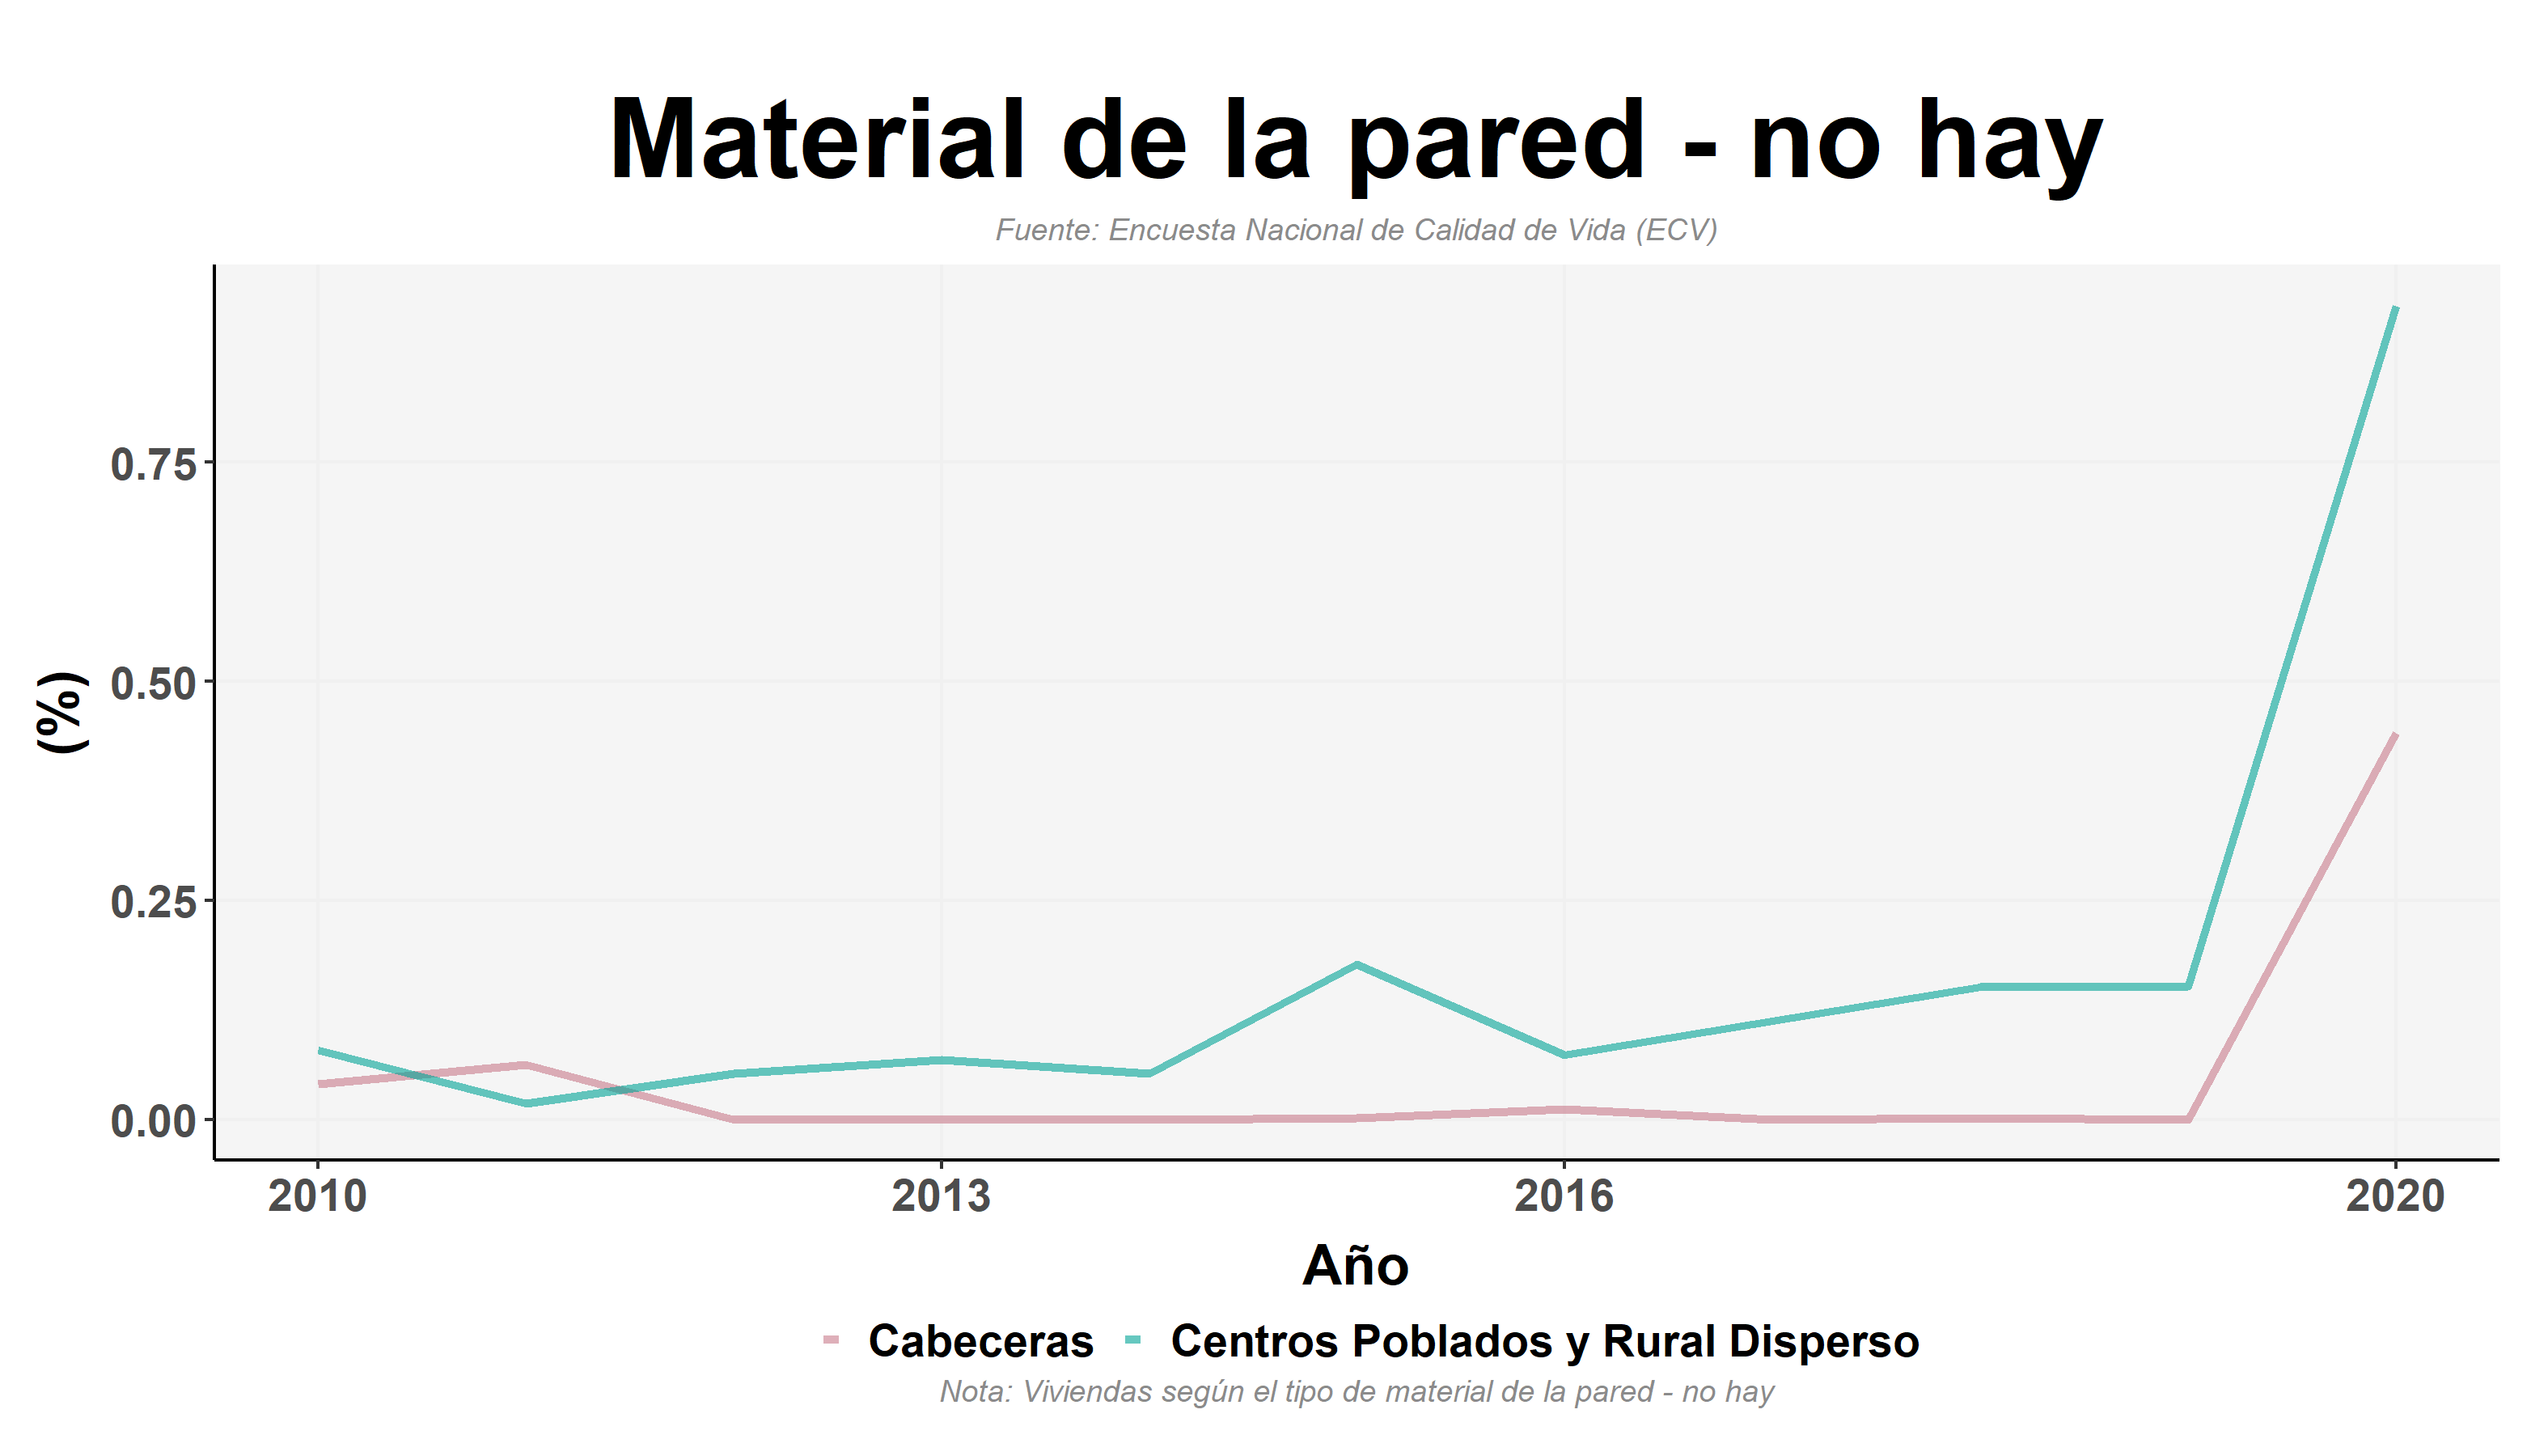 Material de la pared - no hay
Fuente: Encuesta Nacional de Calidad de Vida (ECV)
(%)
0.75
0.50
0.25
0.00
2010 2013 2016 2020
Año
Cabeceras Centros Poblados y Rural Disperso
Nota: Viviendas según el tipo de material de la pared - no hay